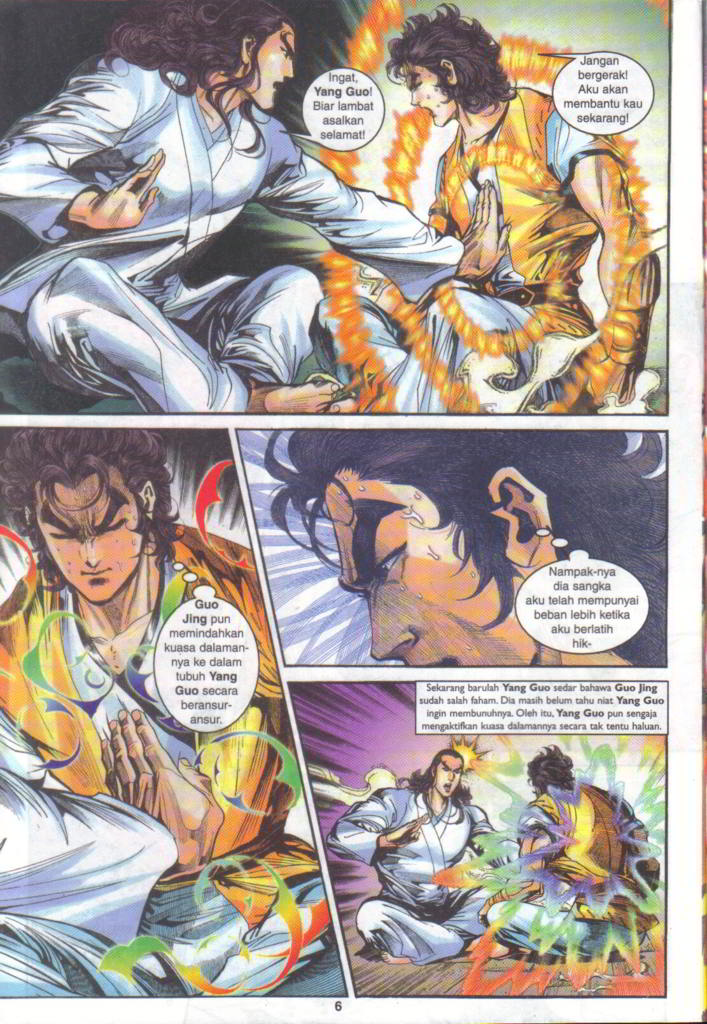 Ingat,
Yang Guo!
Biar lambat
asalkan
selamat!
Jangan
bergerak!
Aku akan
membantu kau
sekarang!
Guo
Jing pun
memindahkan
kuasa dalaman-
nya ke dalam
tubuh Yang
Guo secara
beransur-
ansur.
Nampak-nya
dia sangka
aku telah mempunyai
beban lebih ketika
aku berlatih
hik-
Sekarang barulah Yang Guo sedar bahawa Guo Jing
sudah salah faham. Dia masih belum tahu niat Yang Guo
ingin membunuhnya. Oleh itu, Yang Guo pun sengaja
mengaktifkan kuasa dalamannya secara tak tentu haluan.
6